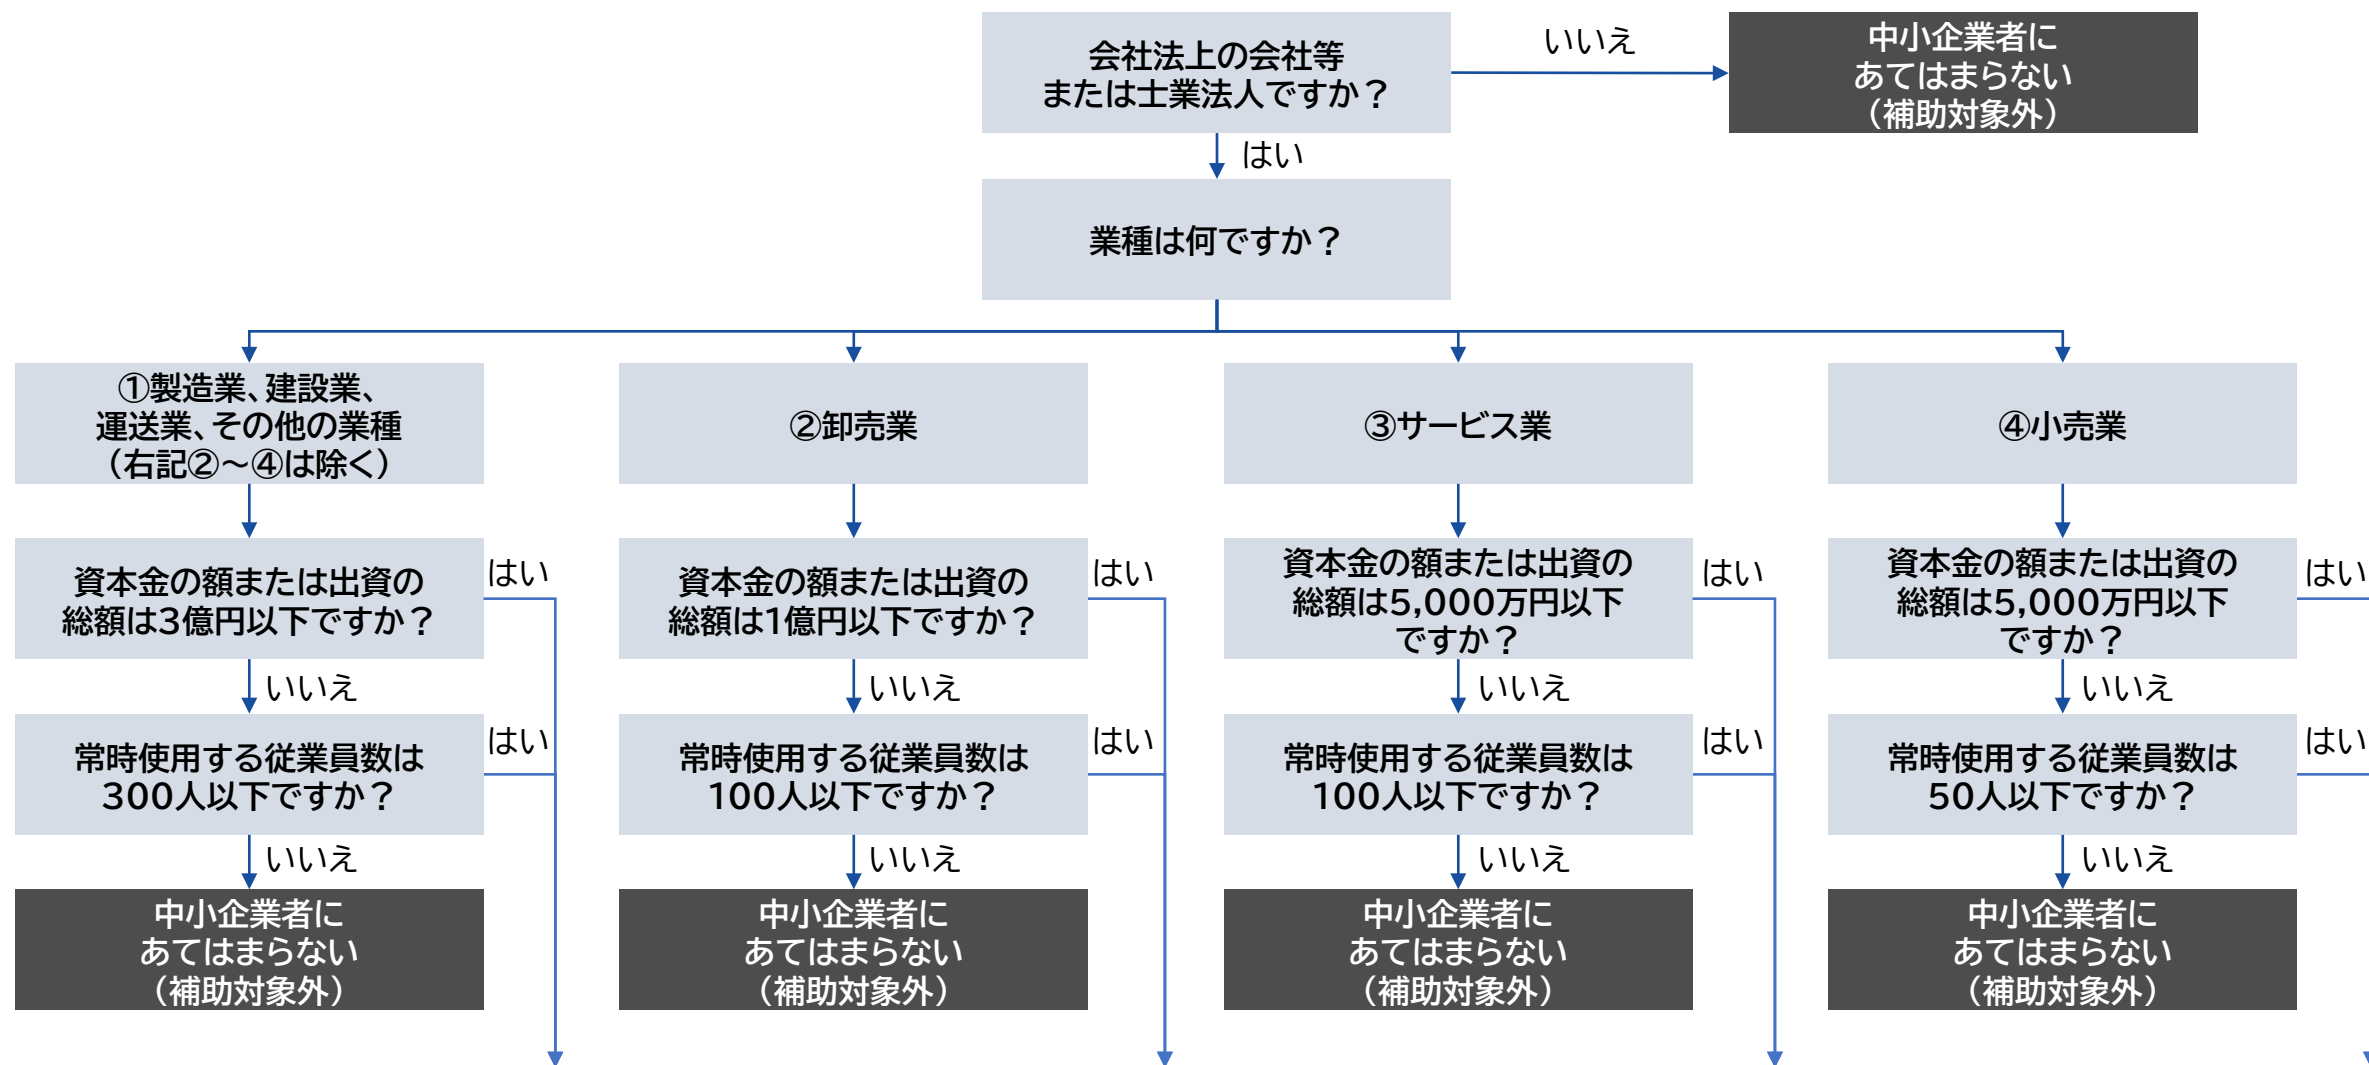 会社法上の会社等
または士業法人ですか？
いいえ
中小企業者に
あてはまらない
（補助対象外）
はい
業種は何ですか？
①製造業、建設業、
運送業、その他の業種
（右記②～④は除く）
②卸売業
③サービス業
④小売業
資本金の額または出資の
総額は3億円以下ですか？
はい
資本金の額または出資の
総額は1億円以下ですか？
はい
資本金の額または出資の
総額は5,000万円以下
ですか？
はい
資本金の額または出資の
総額は5,000万円以下
ですか？
はい
いいえ
いいえ
いいえ
いいえ
常時使用する従業員数は
300人以下ですか？
はい
常時使用する従業員数は
100人以下ですか？
はい
常時使用する従業員数は
100人以下ですか？
はい
常時使用する従業員数は
50人以下ですか？
はい
いいえ
いいえ
いいえ
いいえ
中小企業者に
あてはまらない
（補助対象外）
中小企業者に
あてはまらない
（補助対象外）
中小企業者に
あてはまらない
（補助対象外）
中小企業者に
あてはまらない
（補助対象外）